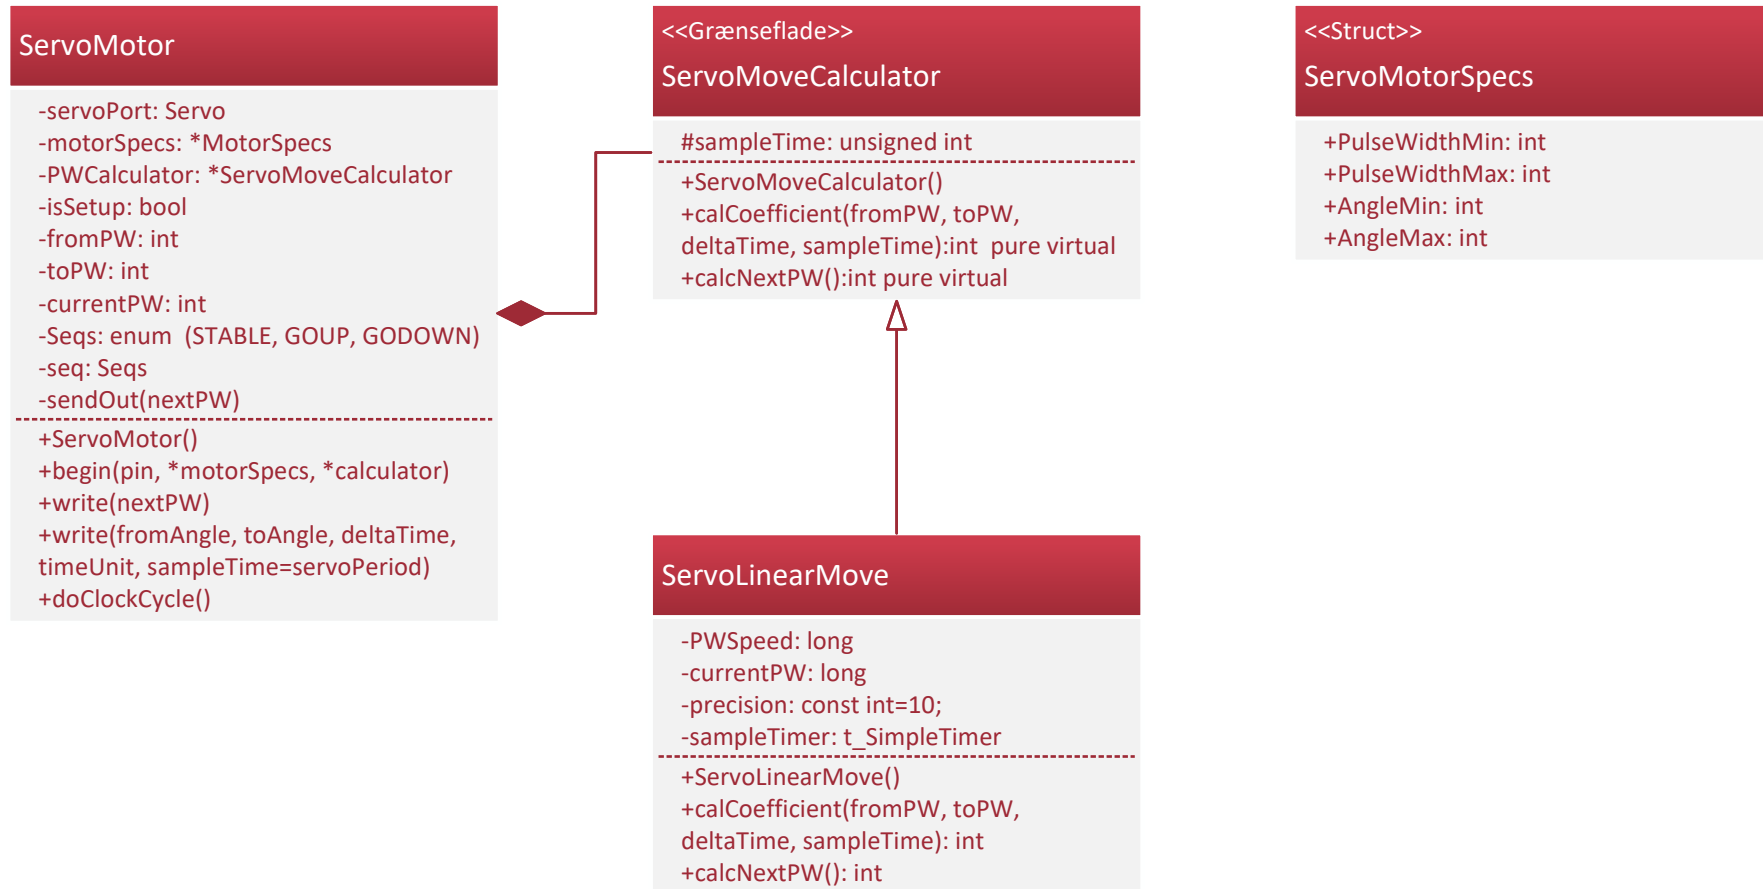 ServoMotor
-servoPort: Servo
-motorSpecs: *MotorSpecs
-PWCalculator: *ServoMoveCalculator
-isSetup: bool
-fromPW: int
-toPW: int
-currentPW: int
-Seqs: enum  (STABLE, GOUP, GODOWN)
-seq: Seqs
-sendOut(nextPW)
+ServoMotor()
+begin(pin, *motorSpecs, *calculator)
+write(nextPW)
+write(fromAngle, toAngle, deltaTime,
timeUnit, sampleTime=servoPeriod)
+doClockCycle()
<<Grænseflade>>
ServoMoveCalculator
#sampleTime: unsigned int
+ServoMoveCalculator()
+calCoefficient(fromPW, toPW,
deltaTime, sampleTime):int  pure virtual
+calcNextPW():int pure virtual
ServoLinearMove
-PWSpeed: long
-currentPW: long
-precision: const int=10;
-sampleTimer: t_SimpleTimer
+ServoLinearMove()
+calCoefficient(fromPW, toPW,
deltaTime, sampleTime): int
+calcNextPW(): int
<<Struct>>
ServoMotorSpecs
+PulseWidthMin: int
+PulseWidthMax: int
+AngleMin: int
+AngleMax: int